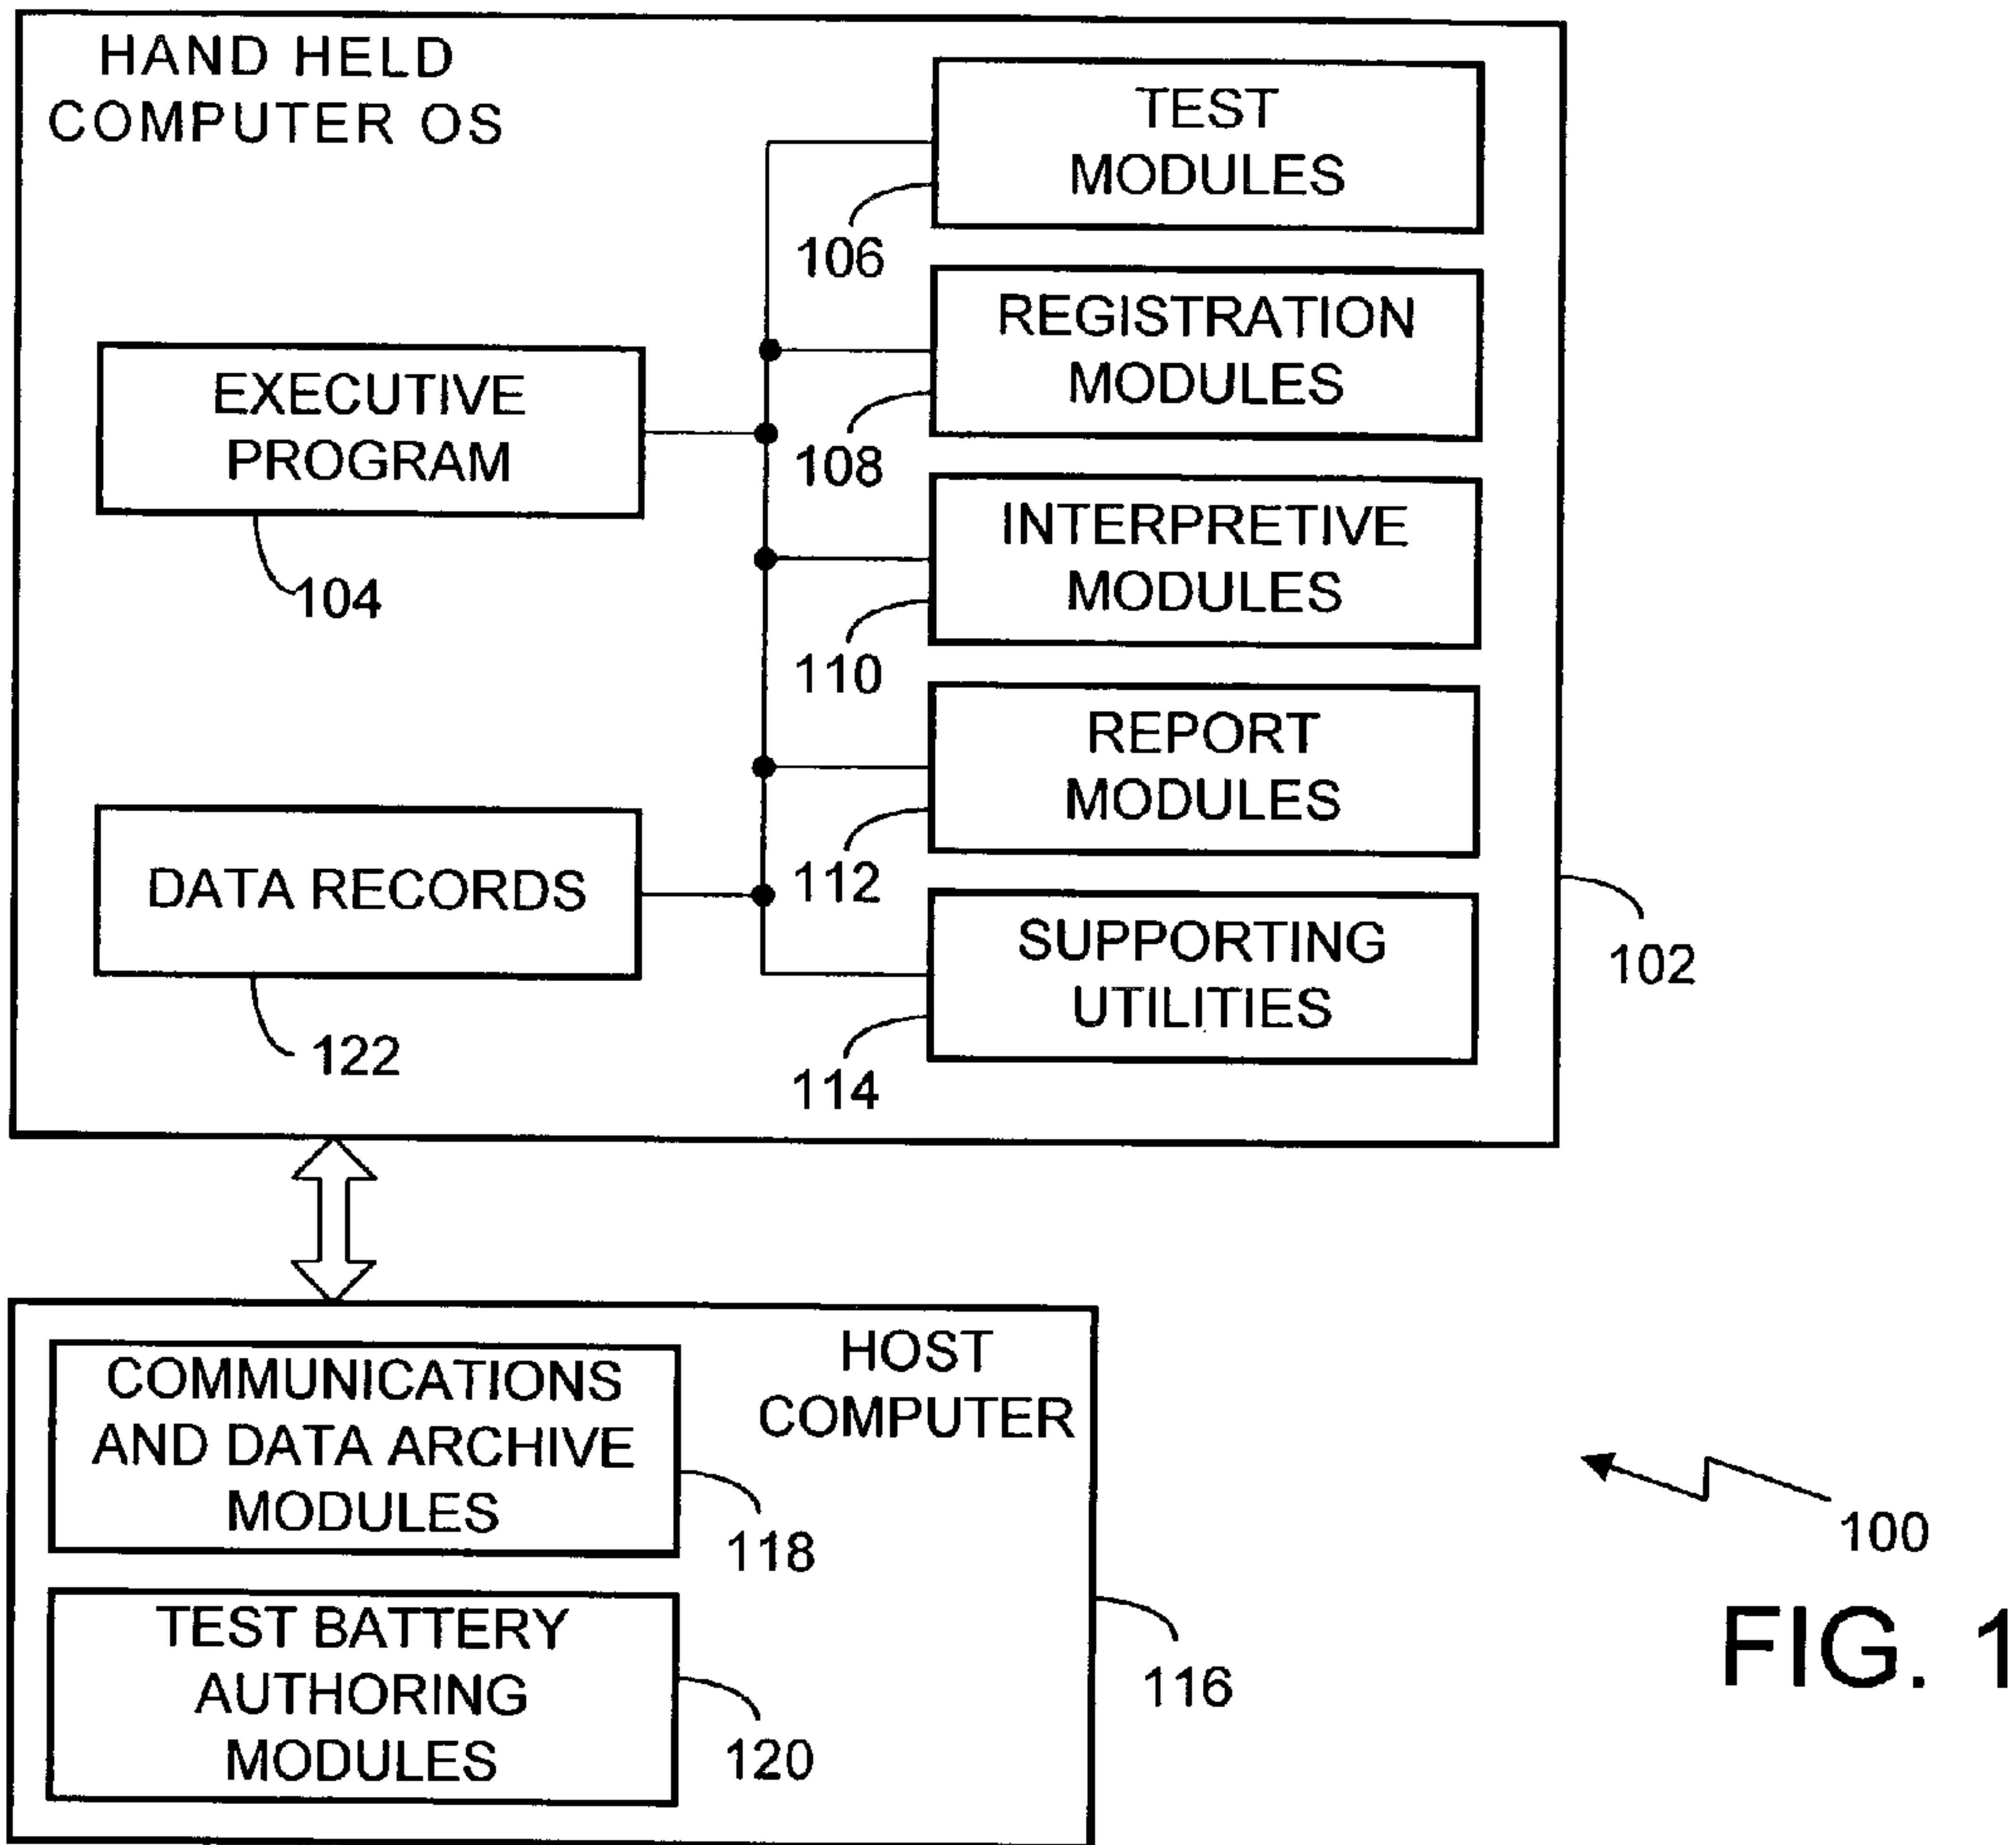 HAND HELD
COMPUTER OS
TEST
MODULES
106
REGISTRATION
MODULES
108
EXECUTIVE
PROGRAM
104
INTERPRETIVE
MODULES
110
REPORT
MODULES
112
DATA RECORDS
122
SUPPORTING
UTILITIES
114
102
HOST
COMPUTER
COMMUNICATIONS
AND DATA ARCHIVE
MODULES
118
TEST BATTERY
AUTHORING
MODULES
120
116
100
FIG. 1